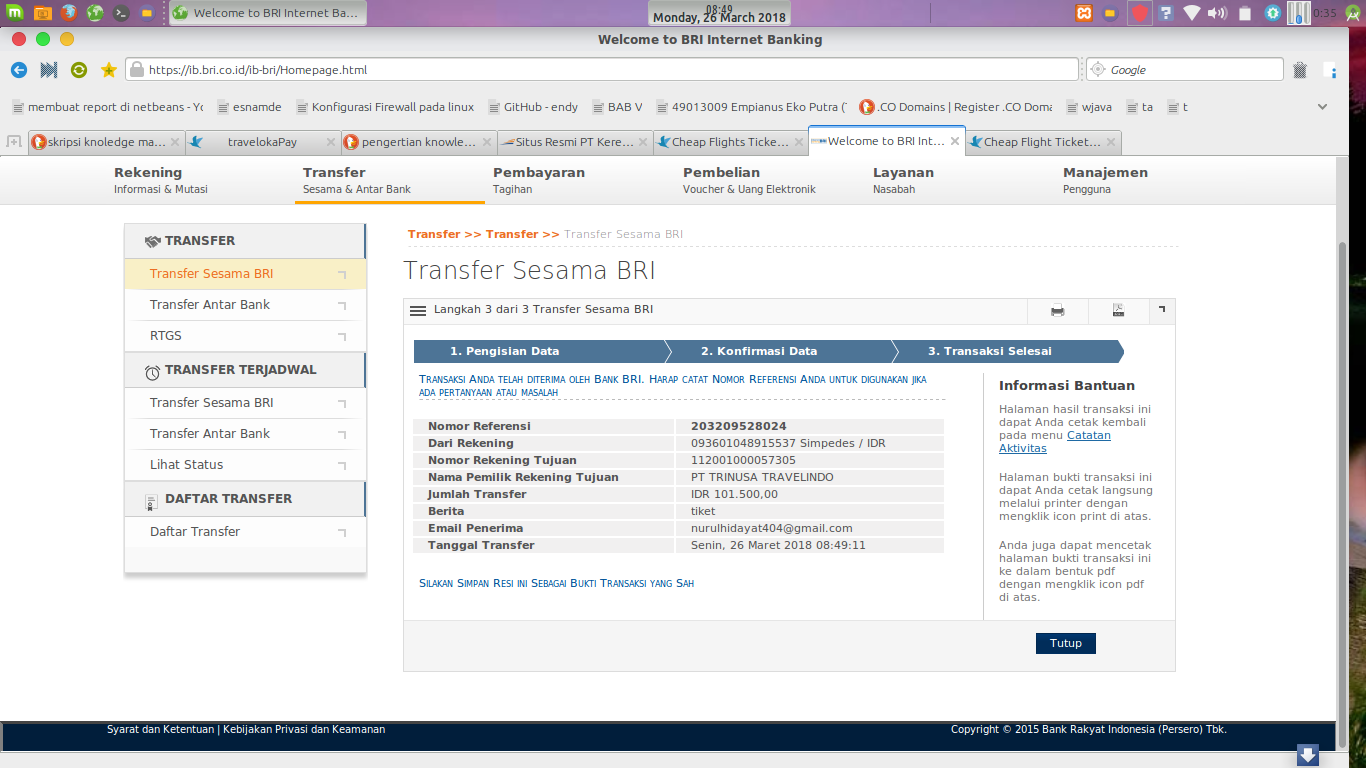 Welcome to BRI Internet Ba...
08:49
Monday, 26 March 2018
0:35
Welcome to BRI Internet Banking
https://ib.bri.co.id/ib-bri/Homepage.html
Google
membuat report di netbeans - Yo
esnamde
Konfigurasi Firewall pada linux
GitHub - endy
BAB V
49013009 Empianus Eko Putra (T
.CO Domains | Register .CO Doma
wjava
ta
t
skripsi knoledge ma...
travelokaPay
pengertian knowle...
Situs Resmi PT Kere...
Cheap Flights Ticke...
Welcome to BRI Int...
Cheap Flight Ticket...
Rekening
Informasi & Mutasi
Transfer
Sesama & Antar Bank
Pembayaran
Tagihan
Pembelian
Voucher & Uang Elektronik
Layanan
Nasabah
Manajemen
Pengguna
TRANSFER
Transfer Sesama BRI
Transfer Antar Bank
RTGS
TRANSFER TERJADWAL
Transfer Sesama BRI
Transfer Antar Bank
Lihat Status
DAFTAR TRANSFER
Daftar Transfer
Transfer >> Transfer >> Transfer Sesama BRI
Transfer Sesama BRI
Langkah 3 dari 3 Transfer Sesama BRI
1. Pengisian Data
2. Konfirmasi Data
3. Transaksi Selesai
TRANSAKSI ANDA TELAH DITERIMA OLEH BANK BRI. HARAP CATAT NOMOR REFERENSI ANDA UNTUK DIGUNAKAN JIKA
ADA PERTANYAAN ATAU MASALAH
Nomor Referensi 203209528024
Dari Rekening 093601048915537 Simpedes / IDR
Nomor Rekening Tujuan 112001000057305
Nama Pemilik Rekening Tujuan PT TRINUSA TRAVELINDO
Jumlah Transfer IDR 101.500,00
Berita tiket
Email Penerima nurulhidayat404@gmail.com
Tanggal Transfer Senin, 26 Maret 2018 08:49:11
SILAKAN SIMPAN RESI INI SEBAGAI BUKTI TRANSAKSI YANG SAH
Informasi Bantuan
Halaman hasil transaksi ini
dapat Anda cetak kembali
pada menu Catatan
Aktivitas
Halaman bukti transaksi ini
dapat Anda cetak langsung
melalui printer dengan
mengklik icon print di atas.
Anda juga dapat mencetak
halaman bukti transaksi ini
ke dalam bentuk pdf
dengan mengklik icon pdf
di atas.
Tutup
Syarat dan Ketentuan | Kebijakan Privasi dan Keamanan
Copyright © 2015 Bank Rakyat Indonesia (Persero) Tbk.